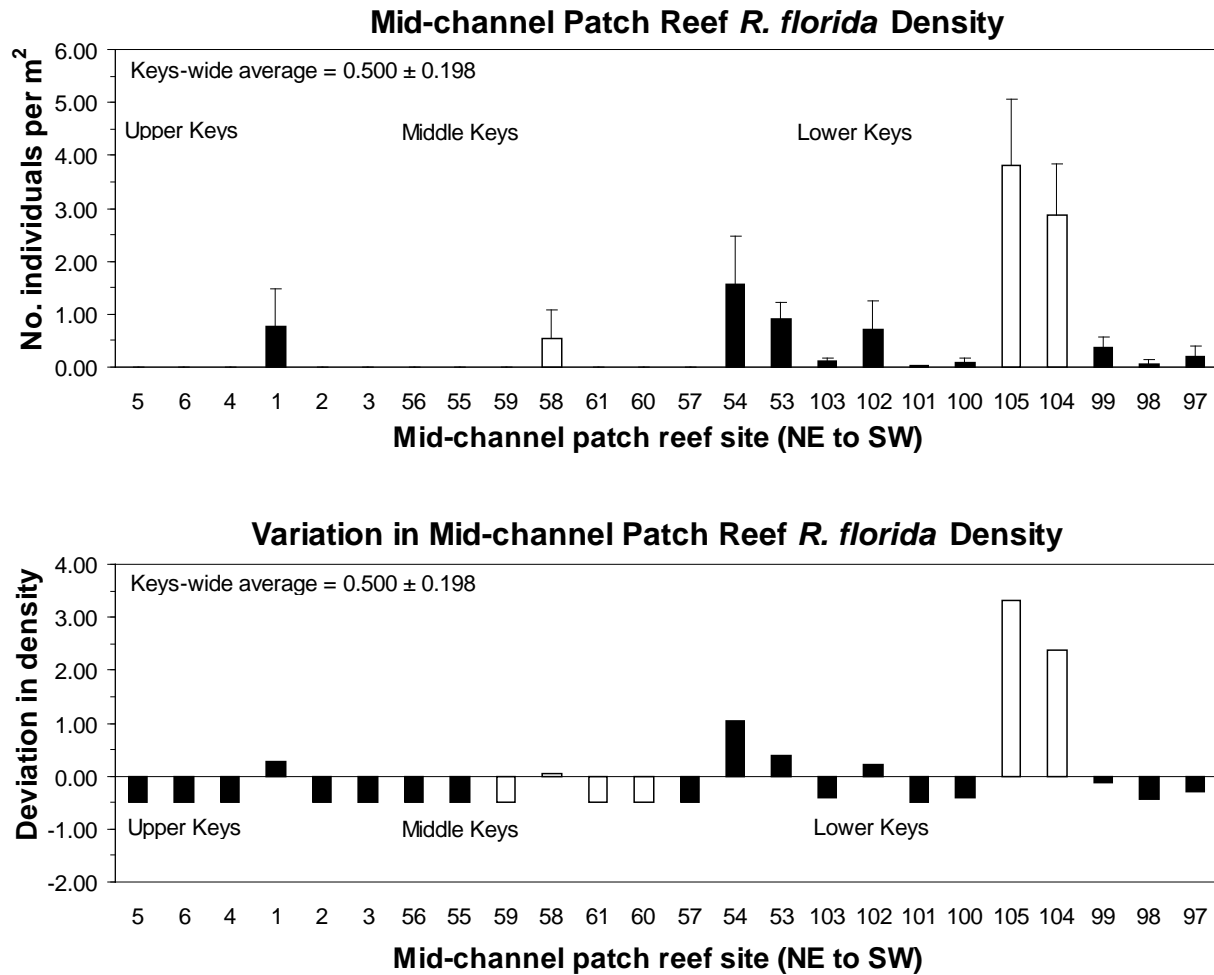 Mid-channel Patch Reef R. florida Density
Keys-wide average = 0.500 ± 0.198
Upper Keys Middle Keys Lower Keys
No. individuals per m²
6.00
5.00
4.00
3.00
2.00
1.00
0.00
5 6 4 1 2 3 56 55 59 58 61 60 57 54 53 103 102 101 100 105 104 99 98 97
Mid-channel patch reef site (NE to SW)
Variation in Mid-channel Patch Reef R. florida Density
Keys-wide average = 0.500 ± 0.198
Deviation in density
4.00
3.00
2.00
1.00
0.00
-1.00
-2.00
Upper Keys Middle Keys Lower Keys
5 6 4 1 2 3 56 55 59 58 61 60 57 54 53 103 102 101 100 105 104 99 98 97
Mid-channel patch reef site (NE to SW)